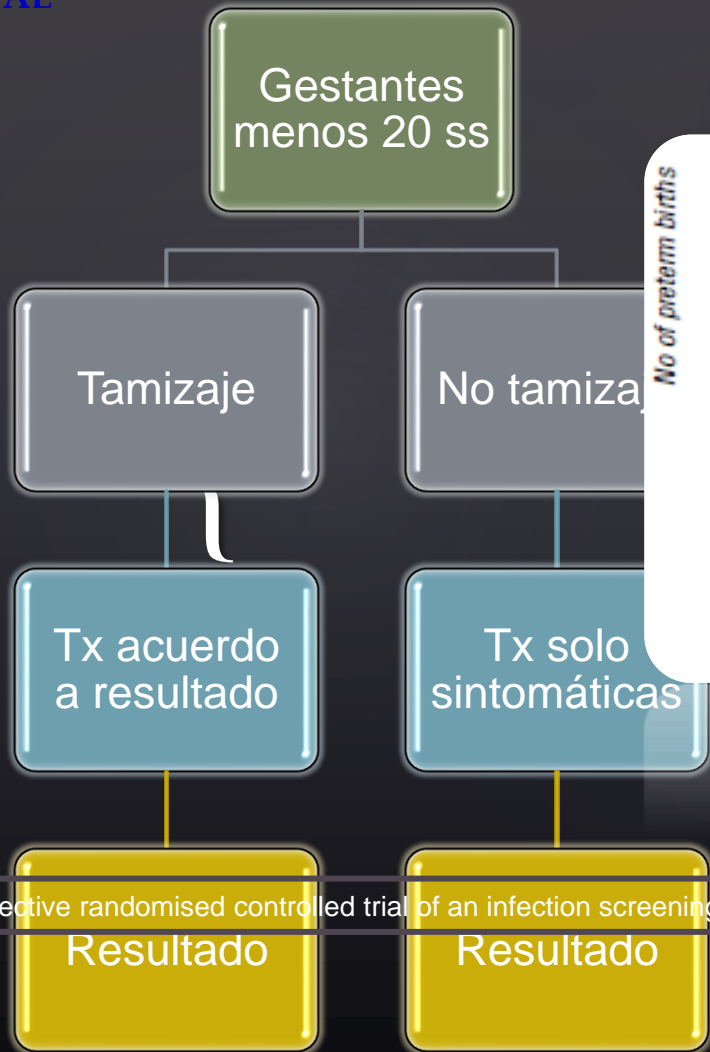 AL
Gestantes
menos 20 ss
No of preterm births
Tamizaje
No tamizaj
Tx acuerdo
a resultado
Tx solo
sintomáticas
ective randomised controlled trial of an infection screening
Resultado
Resultado